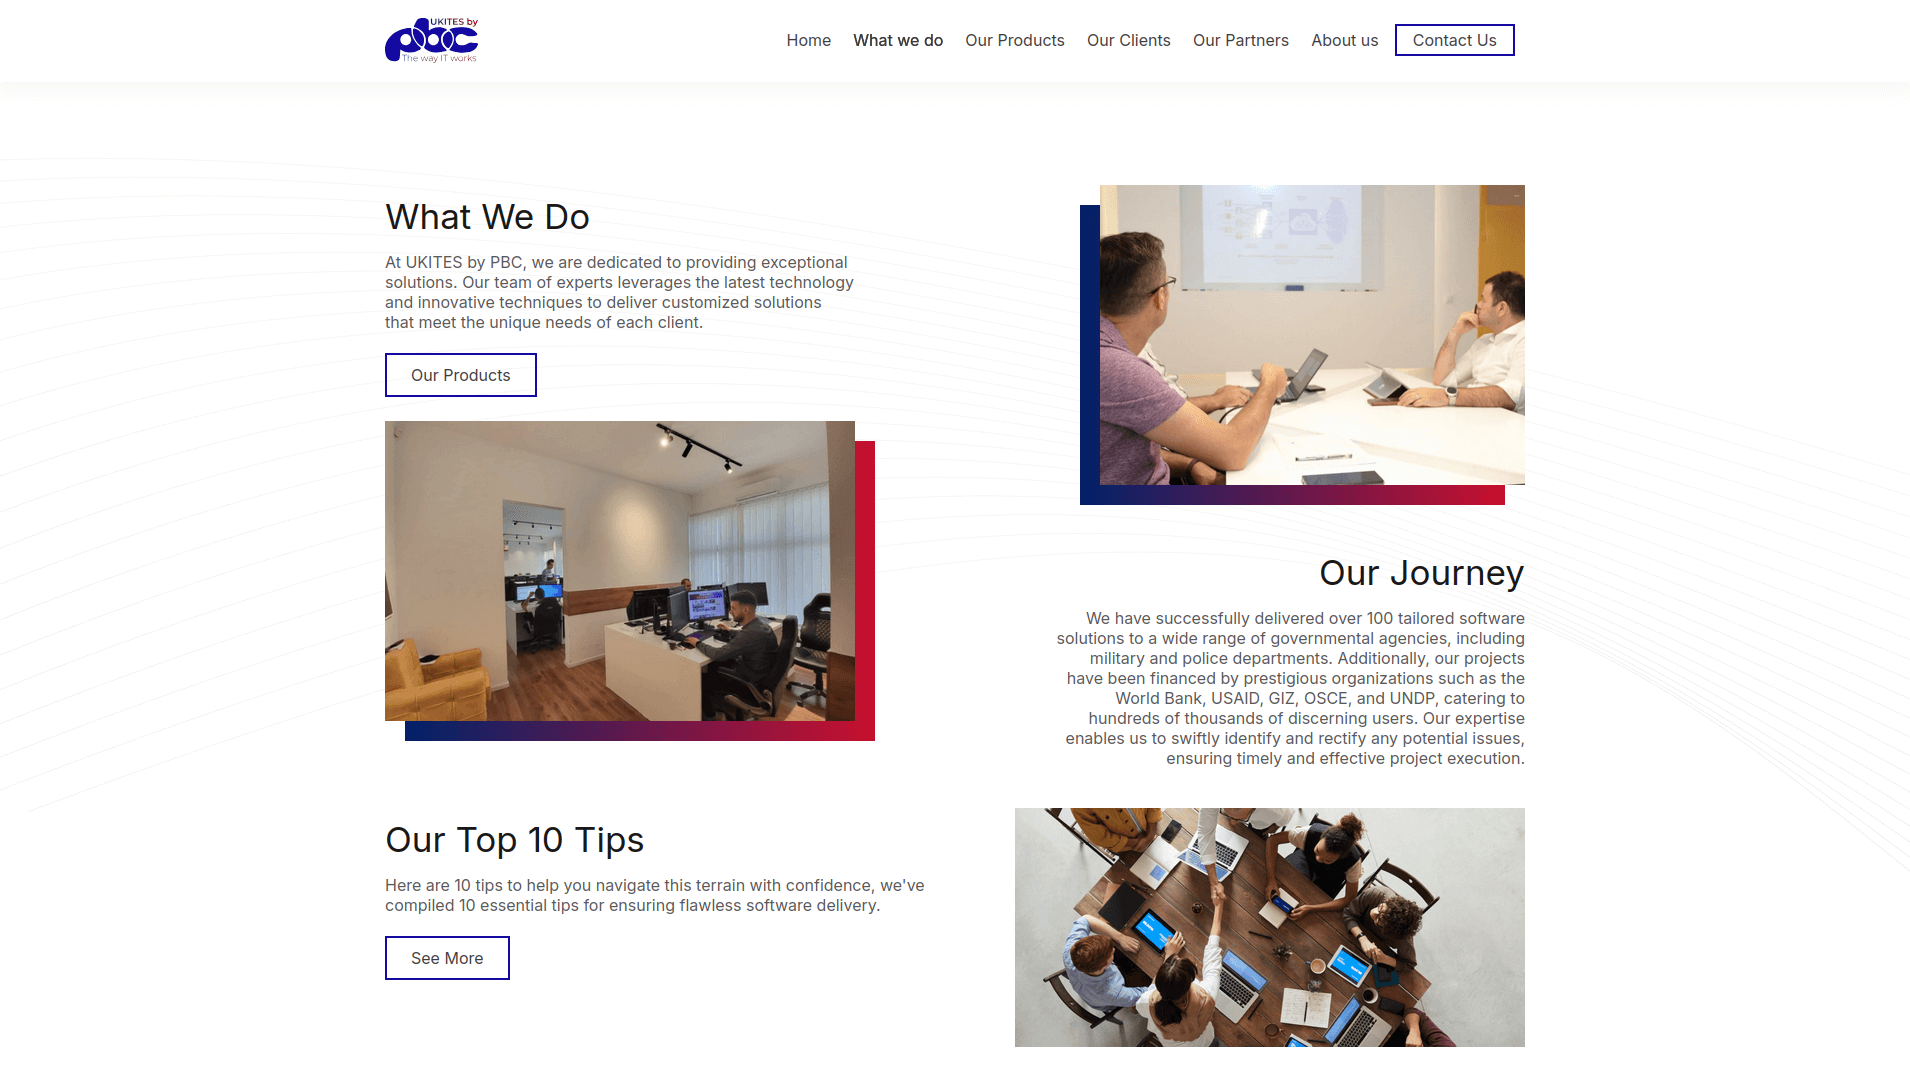 UKITES by
pbc
The way IT works
Home
What we do
Our Products
Our Clients
Our Partners
About us
Contact Us
What We Do
At UKITES by PBC, we are dedicated to providing exceptional
solutions. Our team of experts leverages the latest technology
and innovative techniques to deliver customized solutions
that meet the unique needs of each client.
Our Products
Our Journey
We have successfully delivered over 100 tailored software
solutions to a wide range of governmental agencies, including
military and police departments. Additionally, our projects
have been financed by prestigious organizations such as the
World Bank, USAID, GIZ, OSCE, and UNDP, catering to
hundreds of thousands of discerning users. Our expertise
enables us to swiftly identify and rectify any potential issues,
ensuring timely and effective project execution.
Our Top 10 Tips
Here are 10 tips to help you navigate this terrain with confidence, we've
compiled 10 essential tips for ensuring flawless software delivery.
See More